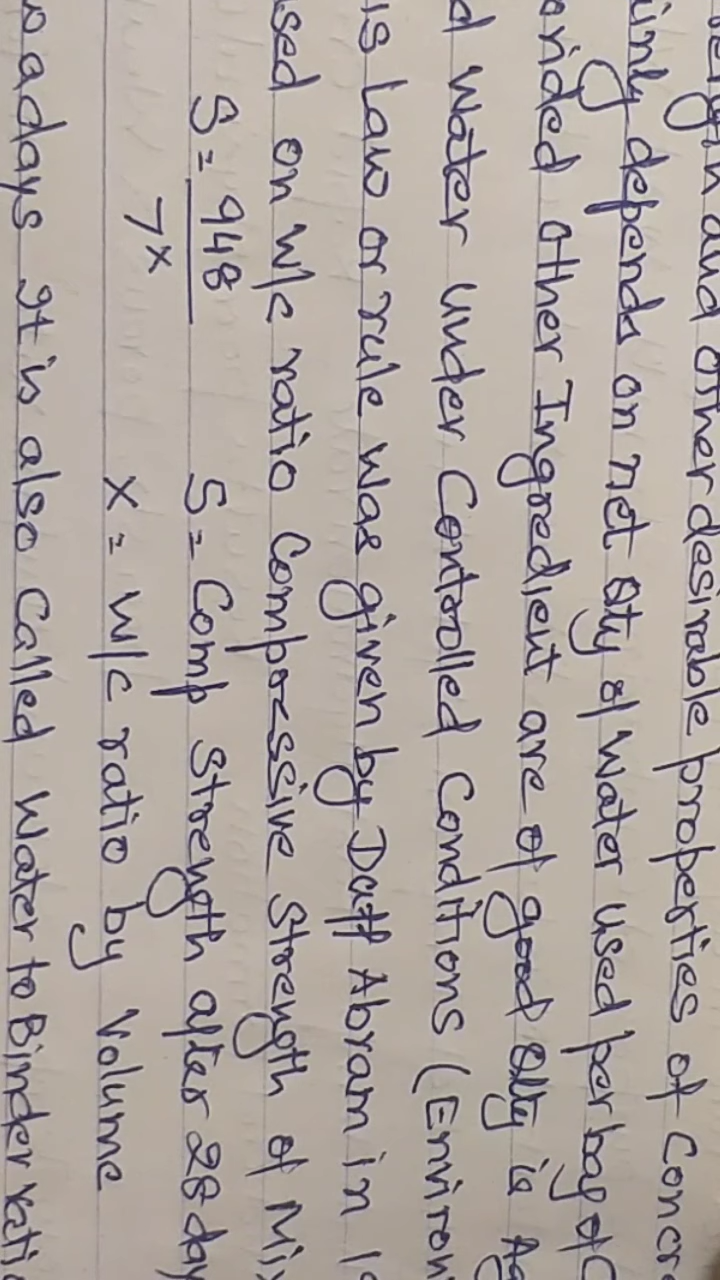 and other desirable properties of Concr
depends on net Qty of Water used per bag of C
other Ingredient are of good Qlty is
Water Under Controlled Conditions (Environ
is Law or rule was given by Duff Abram in
sed on W/c ratio Compressive Strength of Mix
S = 948 / 7^x S = Comp Strength after 28 day
x = W/c ratio by Volume
adays It is also Called Water to Binder rati